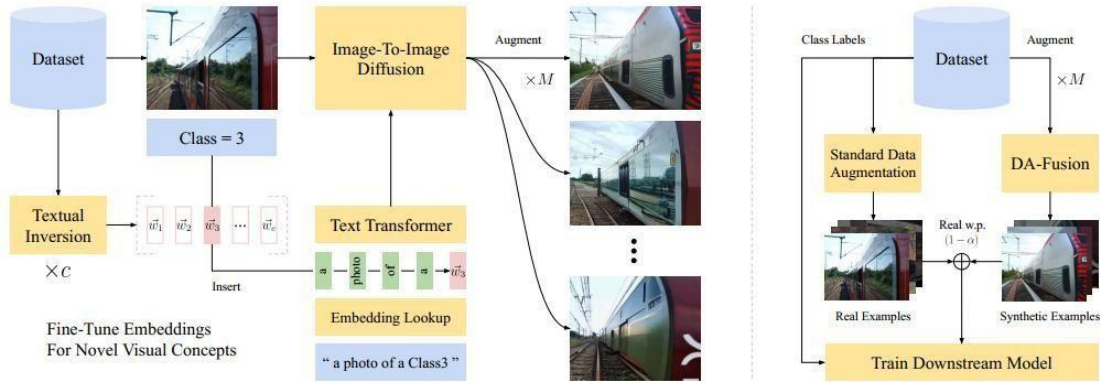 Dataset
Image-To-Image
Diffusion
Augment
×M
Class = 3
Textual
Inversion
×c
w⃗1 w⃗2 w⃗3 ... w⃗c
Insert
Text Transformer
a photo of a w⃗3
Embedding Lookup
“ a photo of a Class3 ”
Fine-Tune Embeddings
For Novel Visual Concepts
Class Labels
Dataset
Augment
×M
Standard Data
Augmentation
DA-Fusion
Real w.p.
(1−α)
Real Examples
Synthetic Examples
Train Downstream Model